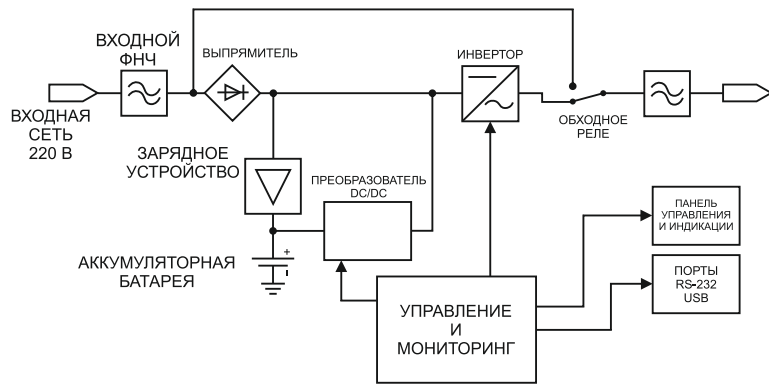 ВХОДНОЙ
ФНЧ
ВЫПРЯМИТЕЛЬ
ИНВЕРТОР
ВХОДНАЯ
СЕТЬ
220 В
ОБХОДНОЕ
РЕЛЕ
ЗАРЯДНОЕ
УСТРОЙСТВО
ПРЕОБРАЗОВАТЕЛЬ
DC/DC
ПАНЕЛЬ
УПРАВЛЕНИЯ
И ИНДИКАЦИИ
АККУМУЛЯТОРНАЯ
БАТАРЕЯ
+
ПОРТЫ
RS-232
USB
УПРАВЛЕНИЕ
И
МОНИТОРИНГ